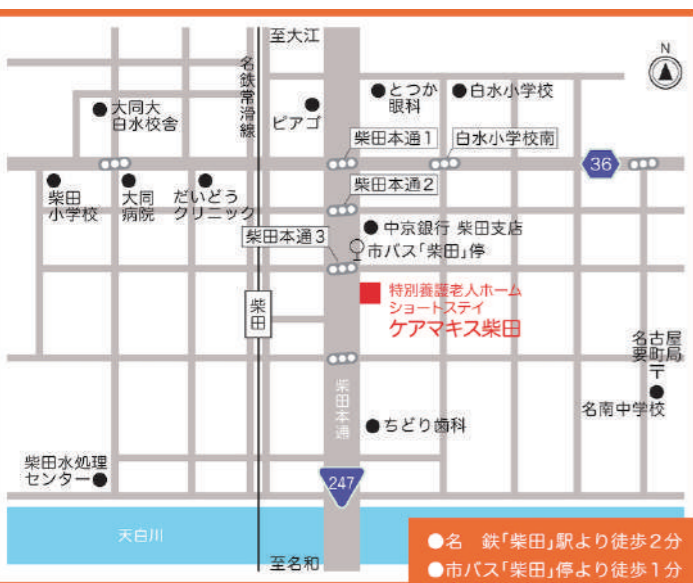 至大江
N
名鉄常滑線
大同大
白水校舎
ピアゴ
とつか
眼科
白水小学校
柴田本通1
白水小学校南
36
柴田
小学校
大同
病院
だいどう
クリニック
柴田本通2
中京銀行 柴田支店
柴田本通3
市バス「柴田」停
特別養護老人ホーム
ショートステイ
ケアマキス柴田
柴田
名古屋
要町局
〒
名南中学校
柴田本通
ちどり歯科
柴田水処理
センター
247
天白川
至名和
●名 鉄「柴田」駅より徒歩2分
●市バス「柴田」停より徒歩1分